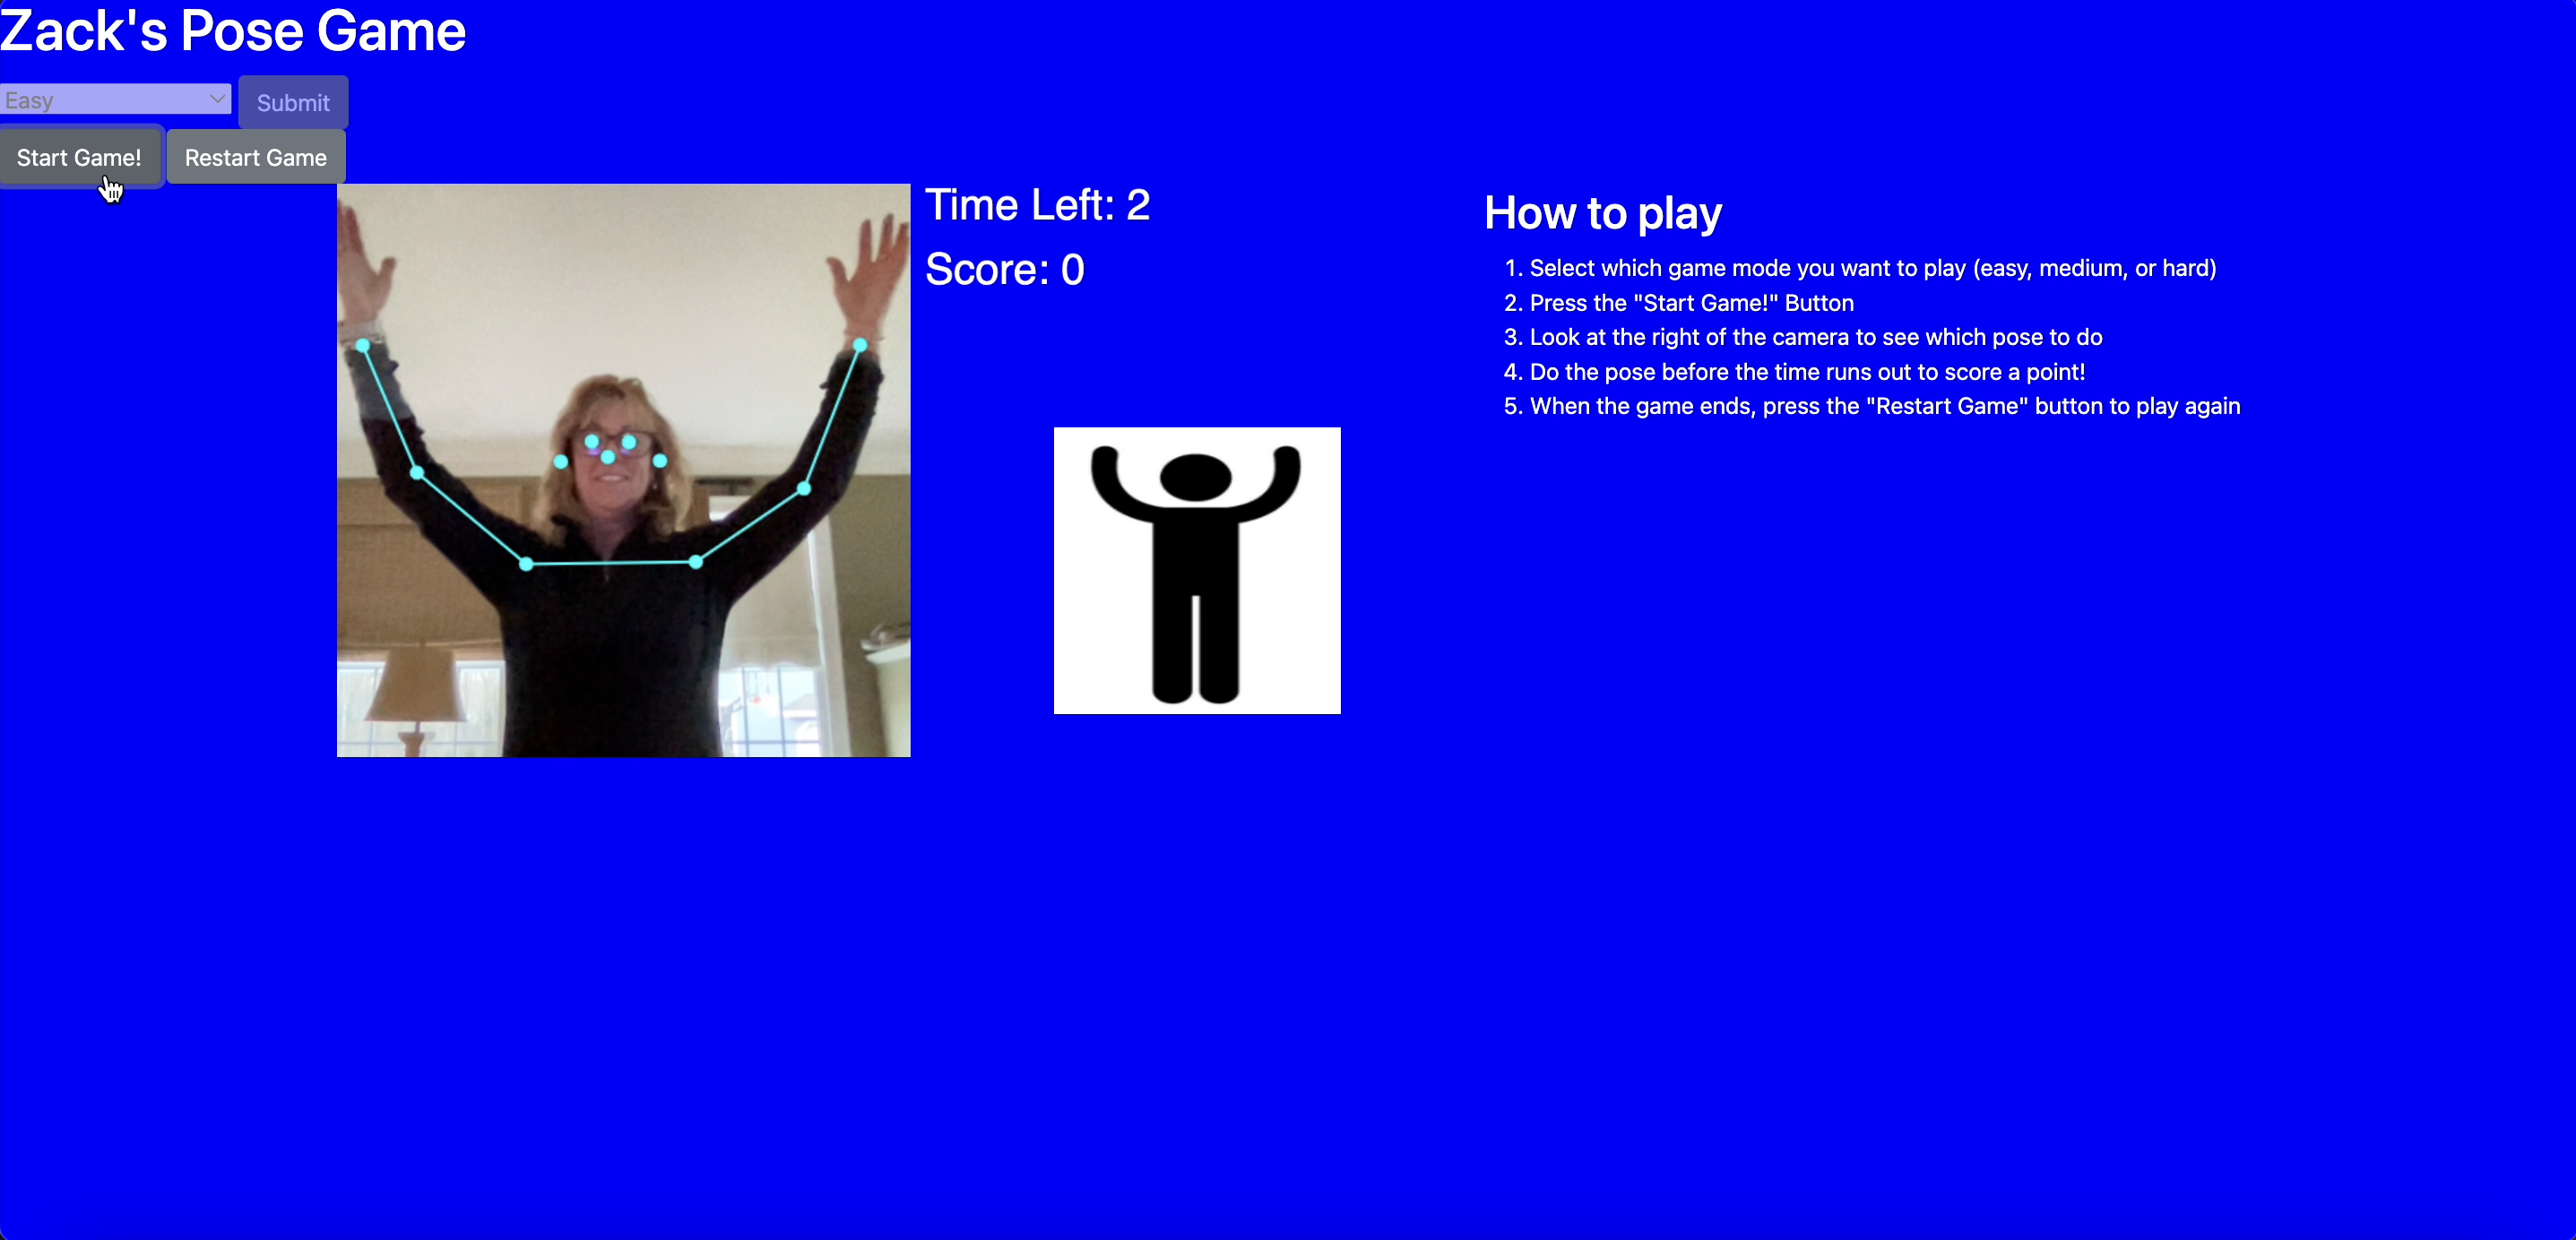 Zack's Pose Game
Easy
Submit
Start Game!
Restart Game
Time Left: 2
Score: 0
How to play
1. Select which game mode you want to play (easy, medium, or hard)
2. Press the "Start Game!" Button
3. Look at the right of the camera to see which pose to do
4. Do the pose before the time runs out to score a point!
5. When the game ends, press the "Restart Game" button to play again